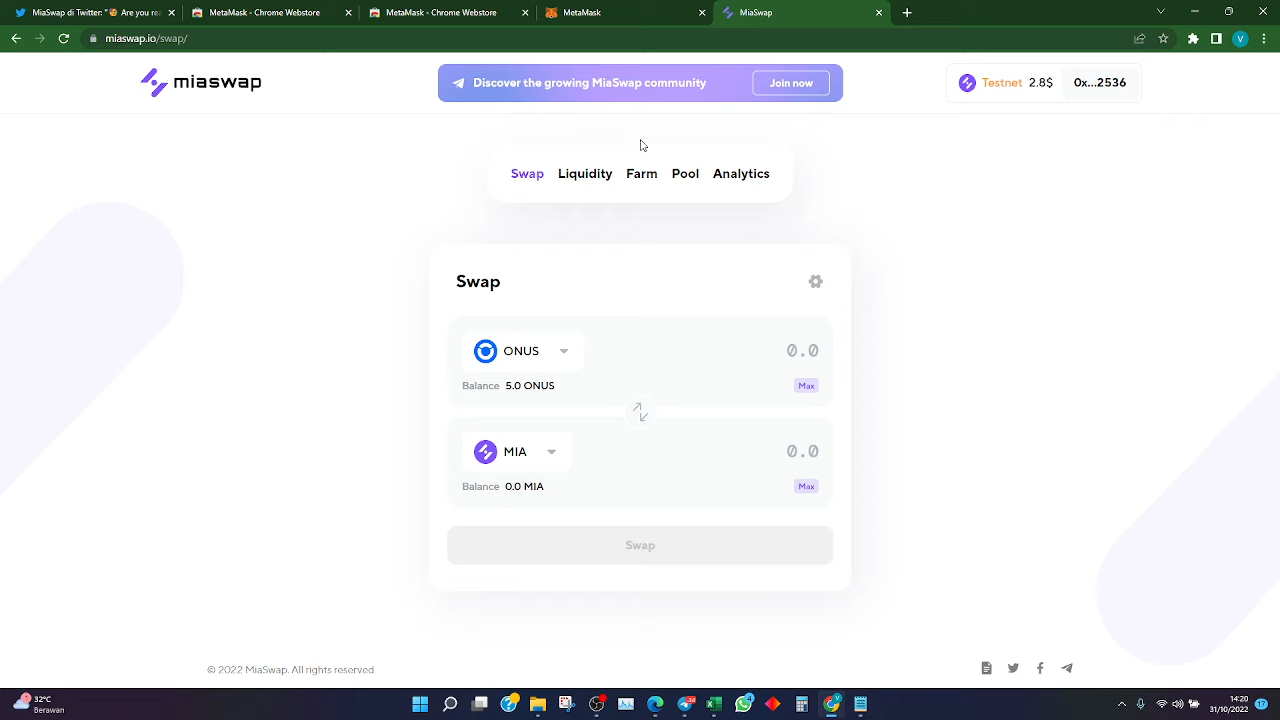 MiaSwap di Twitter "🤩 Are you re
MetaMask - Chrome Webstore
MetaMask - Chrome Webstore
MetaMask
MiaSwap
miaswap.io/swap/
V
miaswap
Discover the growing MiaSwap community
Join now
Testnet 2.8$ 0x...2536
Swap Liquidity Farm Pool Analytics
Swap
ONUS
0.0
Balance 5.0 ONUS
Max
MIA
0.0
Balance 0.0 MIA
Max
Swap
© 2022 MiaSwap. All rights reserved
32°C
Berawan
14:20
31/10/2022